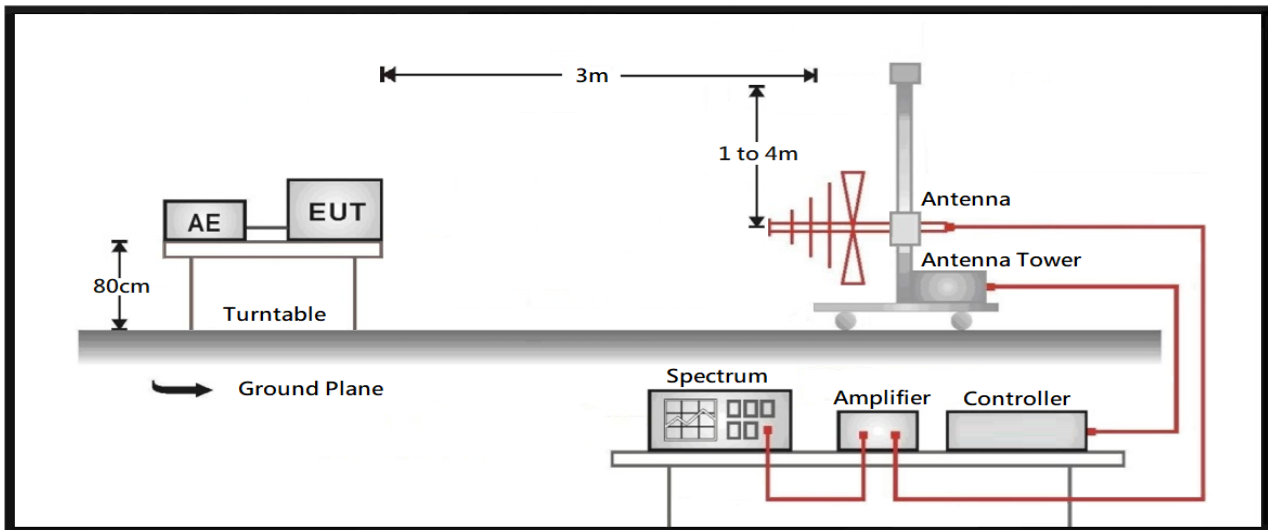 3m
1 to 4m
Antenna
AE
EUT
Antenna Tower
80cm
Turntable
Ground Plane
Spectrum
Amplifier
Controller